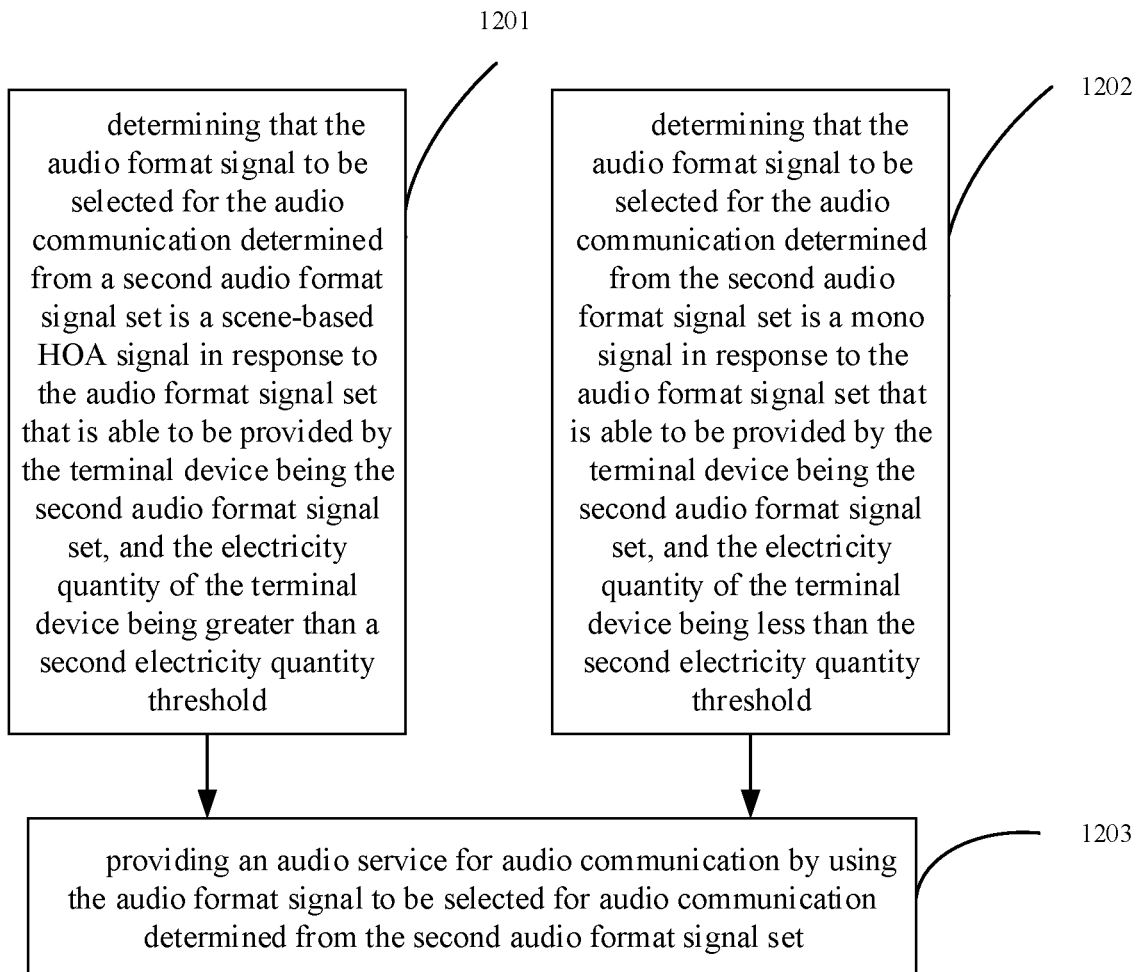 1201
determining that the
audio format signal to be
selected for the audio
communication determined
from a second audio format
signal set is a scene-based
HOA signal in response to
the audio format signal set
that is able to be provided by
the terminal device being the
second audio format signal
set, and the electricity
quantity of the terminal
device being greater than a
second electricity quantity
threshold
1202
determining that the
audio format signal to be
selected for the audio
communication determined
from the second audio
format signal set is a mono
signal in response to the
audio format signal set that
is able to be provided by the
terminal device being the
second audio format signal
set, and the electricity
quantity of the terminal
device being less than the
second electricity quantity
threshold
1203
providing an audio service for audio communication by using
the audio format signal to be selected for audio communication
determined from the second audio format signal set